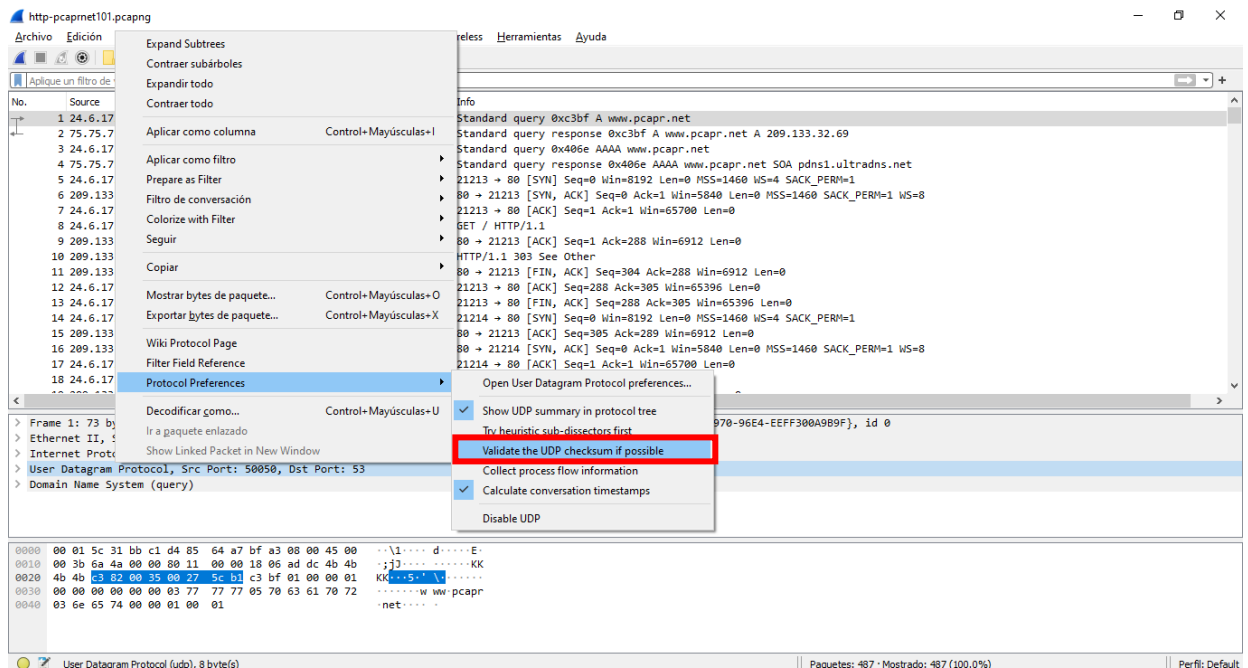 http-pcaprnet101.pcapng
Archivo Edición reless Herramientas Ayuda
Aplique un filtro de
No. Source Info
1 24.6.17 Standard query 0xc3bf A www.pcapr.net
2 75.75.7 Standard query response 0xc3bf A www.pcapr.net A 209.133.32.69
3 24.6.17 Standard query 0x406e AAAA www.pcapr.net
4 75.75.7 Standard query response 0x406e AAAA www.pcapr.net SOA pdns1.ultradns.net
5 24.6.17 21213 → 80 [SYN] Seq=0 Win=8192 Len=0 MSS=1460 WS=4 SACK_PERM=1
6 209.133 80 → 21213 [SYN, ACK] Seq=0 Ack=1 Win=5840 Len=0 MSS=1460 SACK_PERM=1 WS=8
7 24.6.17 21213 → 80 [ACK] Seq=1 Ack=1 Win=65700 Len=0
8 24.6.17 GET / HTTP/1.1
9 209.133 80 → 21213 [ACK] Seq=1 Ack=288 Win=6912 Len=0
10 209.133 HTTP/1.1 303 See Other
11 209.133 80 → 21213 [FIN, ACK] Seq=304 Ack=288 Win=6912 Len=0
12 24.6.17 21213 → 80 [ACK] Seq=288 Ack=305 Win=65396 Len=0
13 24.6.17 21213 → 80 [FIN, ACK] Seq=288 Ack=305 Win=65396 Len=0
14 24.6.17 21214 → 80 [SYN] Seq=0 Win=8192 Len=0 MSS=1460 WS=4 SACK_PERM=1
15 209.133 80 → 21213 [ACK] Seq=305 Ack=289 Win=6912 Len=0
16 209.133 80 → 21214 [SYN, ACK] Seq=0 Ack=1 Win=5840 Len=0 MSS=1460 SACK_PERM=1 WS=8
17 24.6.17 21214 → 80 [ACK] Seq=1 Ack=1 Win=65700 Len=0
18 24.6.17
Expand Subtrees
Contraer subárboles
Expandir todo
Contraer todo
Aplicar como columna Control+Mayúsculas+I
Aplicar como filtro
Prepare as Filter
Filtro de conversación
Colorize with Filter
Seguir
Copiar
Mostrar bytes de paquete... Control+Mayúsculas+O
Exportar bytes de paquete... Control+Mayúsculas+X
Wiki Protocol Page
Filter Field Reference
Protocol Preferences
Decodificar como... Control+Mayúsculas+U
Ir a paquete enlazado
Show Linked Packet in New Window
Open User Datagram Protocol preferences...
Show UDP summary in protocol tree
Try heuristic sub-dissectors first
Validate the UDP checksum if possible
Collect process flow information
Calculate conversation timestamps
Disable UDP
Frame 1: 73 by 970-96E4-EEFF300A9B9F}, id 0
Ethernet II, S
Internet Proto
User Datagram Protocol, Src Port: 50050, Dst Port: 53
Domain Name System (query)
0000 00 01 5c 31 bb c1 d4 85 64 a7 bf a3 08 00 45 00 ··\1···· d·····E·
0010 00 3b 6a 4a 00 00 80 11 00 00 18 06 ad dc 4b 4b ·;jJ···· ······KK
0020 4b 4b c3 82 00 35 00 27 5c b1 c3 bf 01 00 00 01 KK···5·' \·······
0030 00 00 00 00 00 00 03 77 77 77 05 70 63 61 70 72 ·······w ww·pcapr
0040 03 6e 65 74 00 00 01 00 01 ·net···· ·
User Datagram Protocol (udp), 8 byte(s) Paquetes: 487 · Mostrado: 487 (100.0%) Perfil: Default